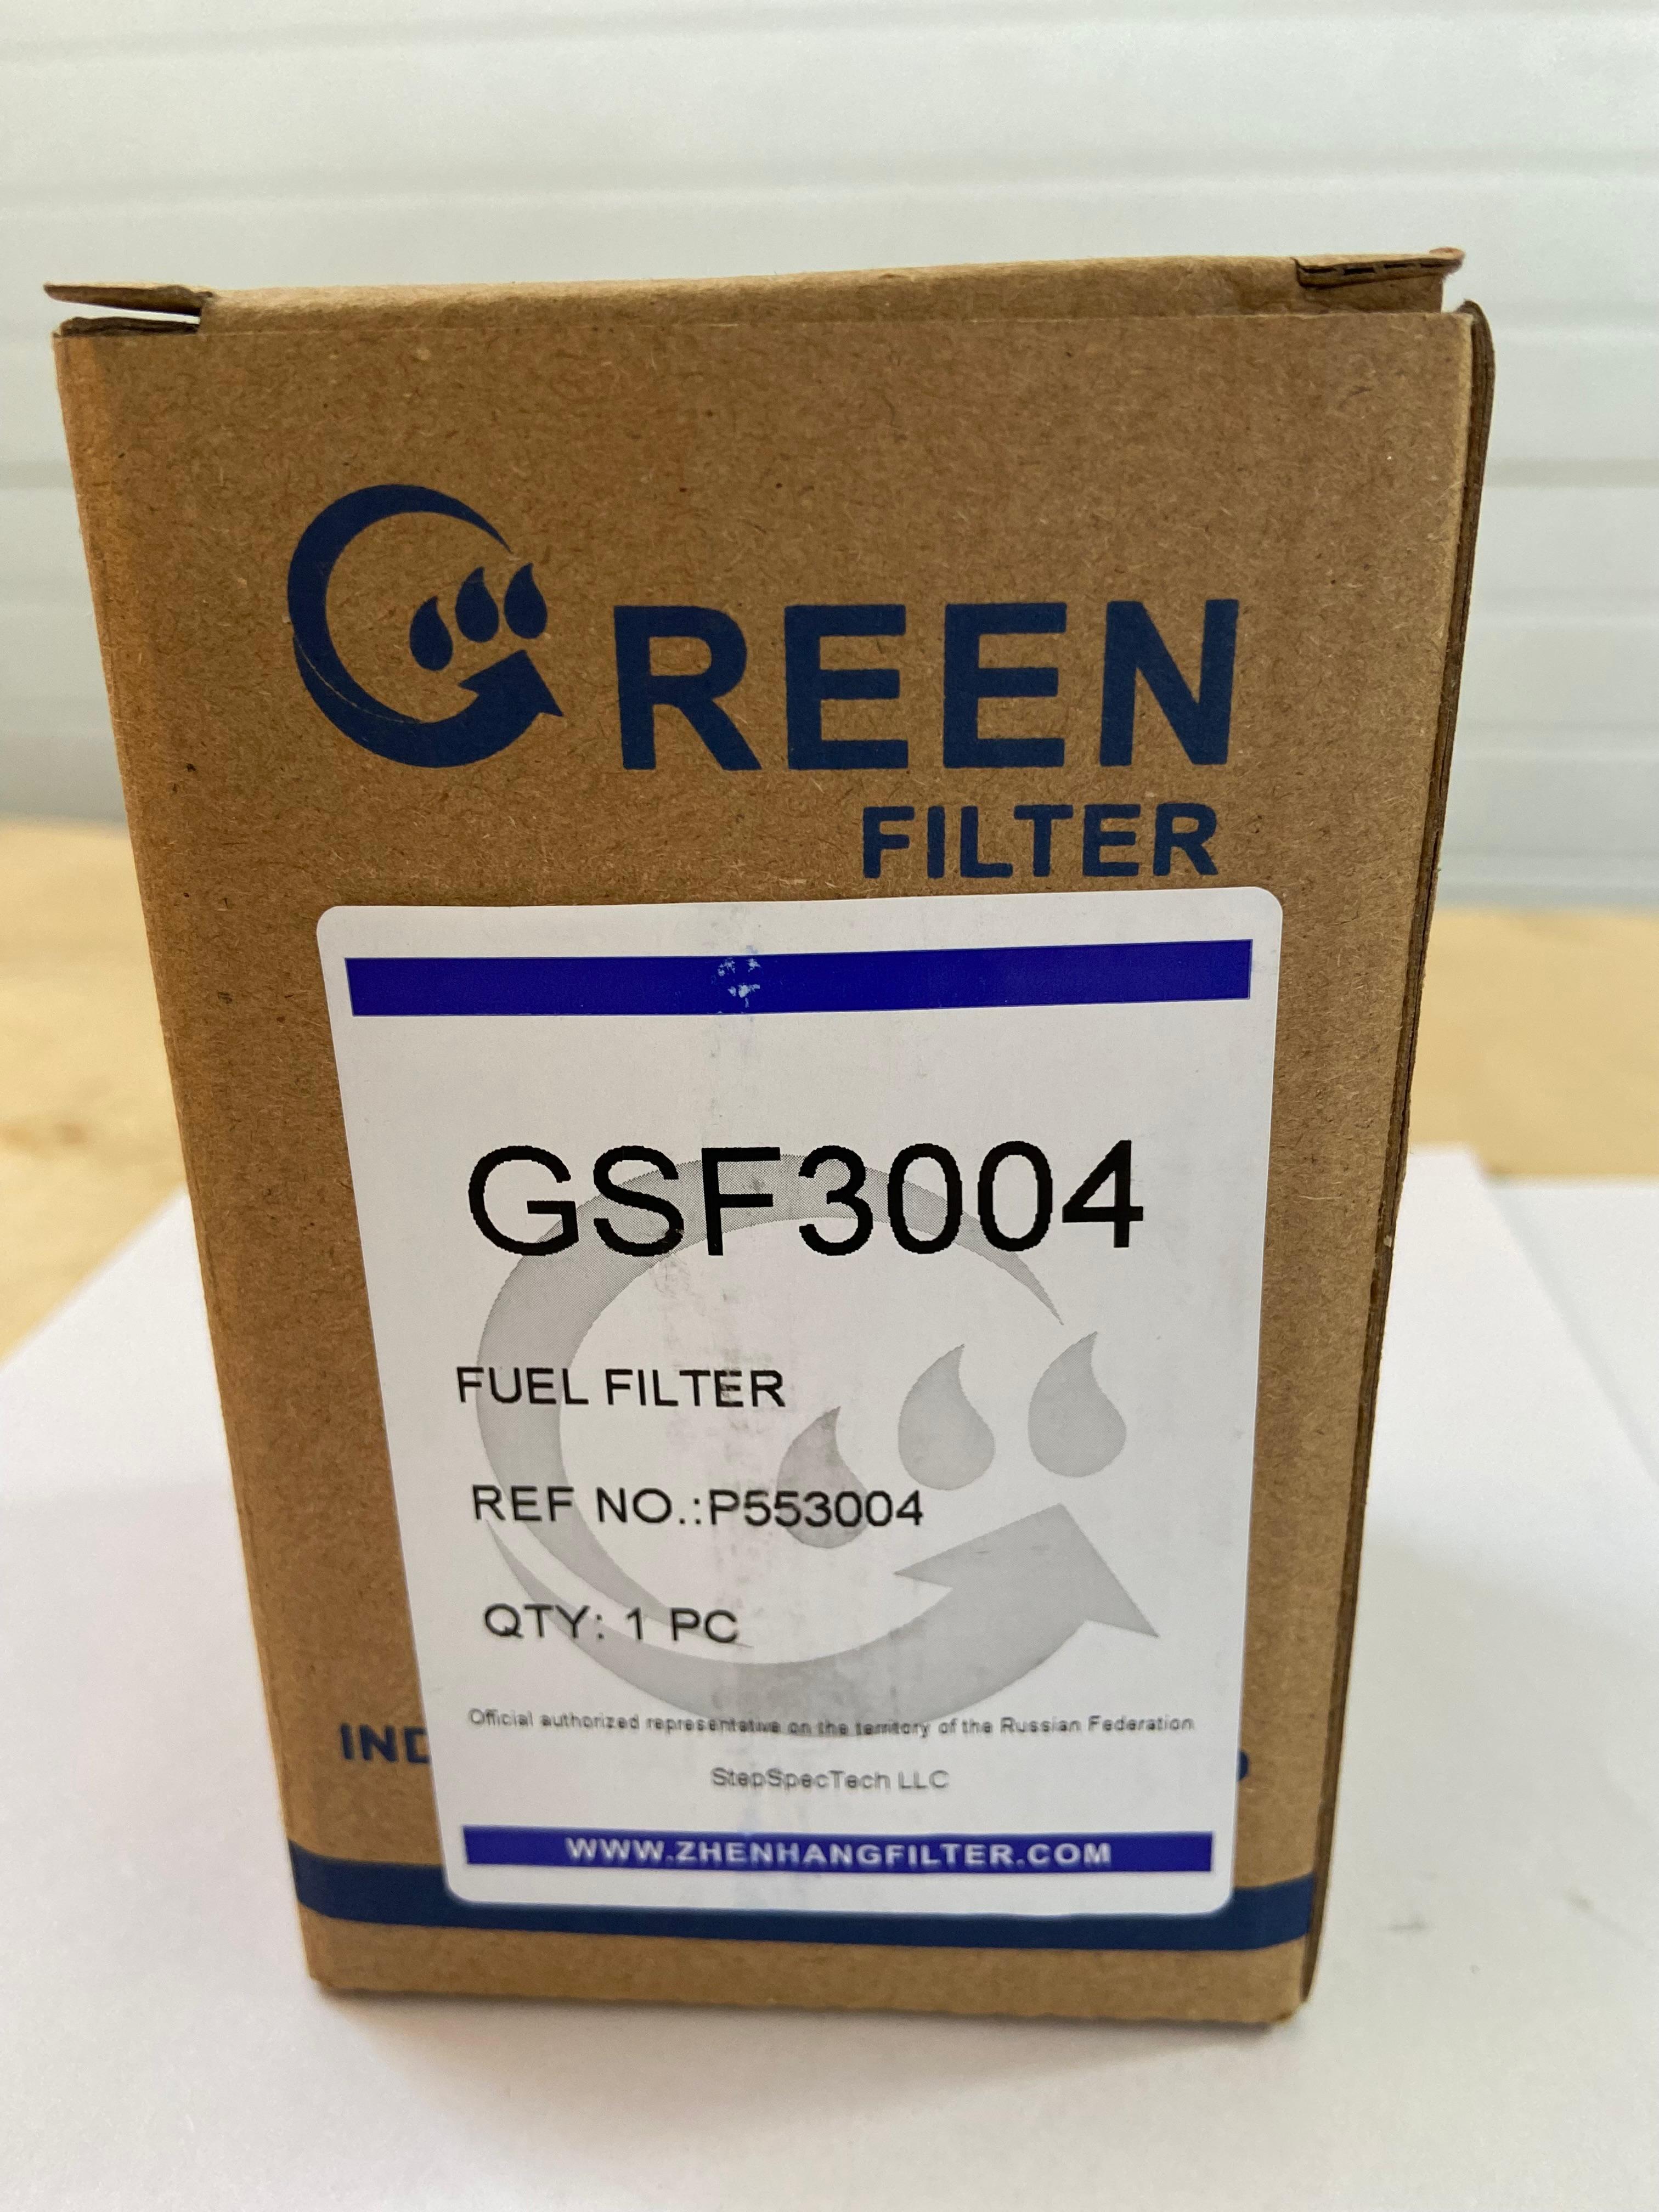 GREEN
FILTER
GSF3004
FUEL FILTER
REF NO.:P553004
QTY: 1 PC
Official authorized representative on the territory of the Russian Federation
StepSpecTech LLC
WWW.ZHENHANGFILTER.COM